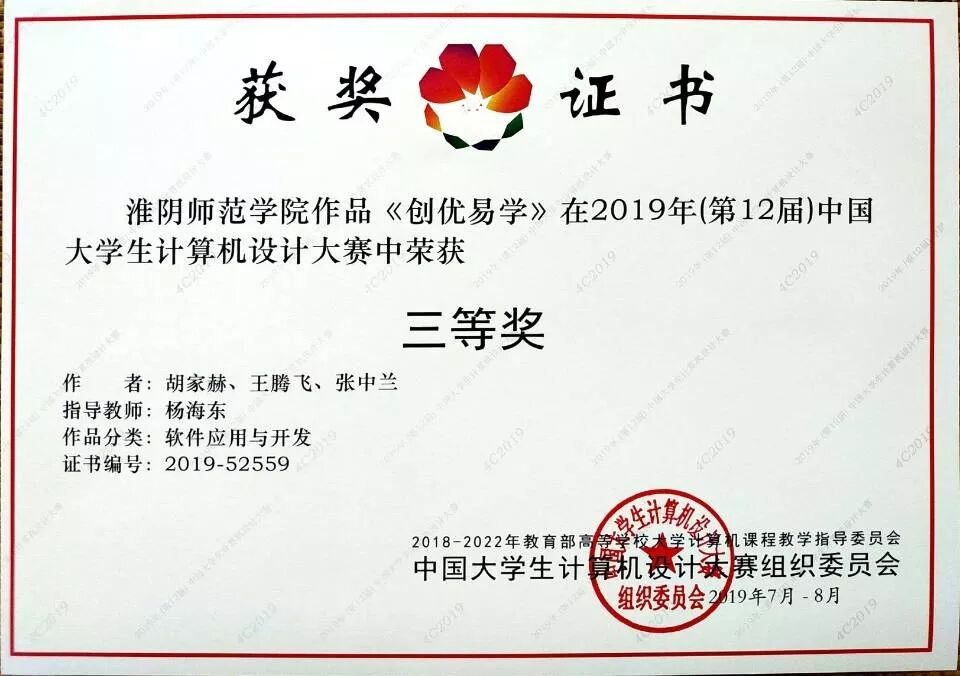 获奖证书
淮阴师范学院作品《创优易学》在2019年(第12届)中国
大学生计算机设计大赛中荣获
三等奖
作　　者：胡家赫、王腾飞、张中兰
指导教师：杨海东
作品分类：软件应用与开发
证书编号：2019-52559
2018-2022年教育部高等学校大学计算机课程教学指导委员会
中国大学生计算机设计大赛组织委员会
2019年7月 - 8月
中国大学生计算机设计大赛
组织委员会
4C2019